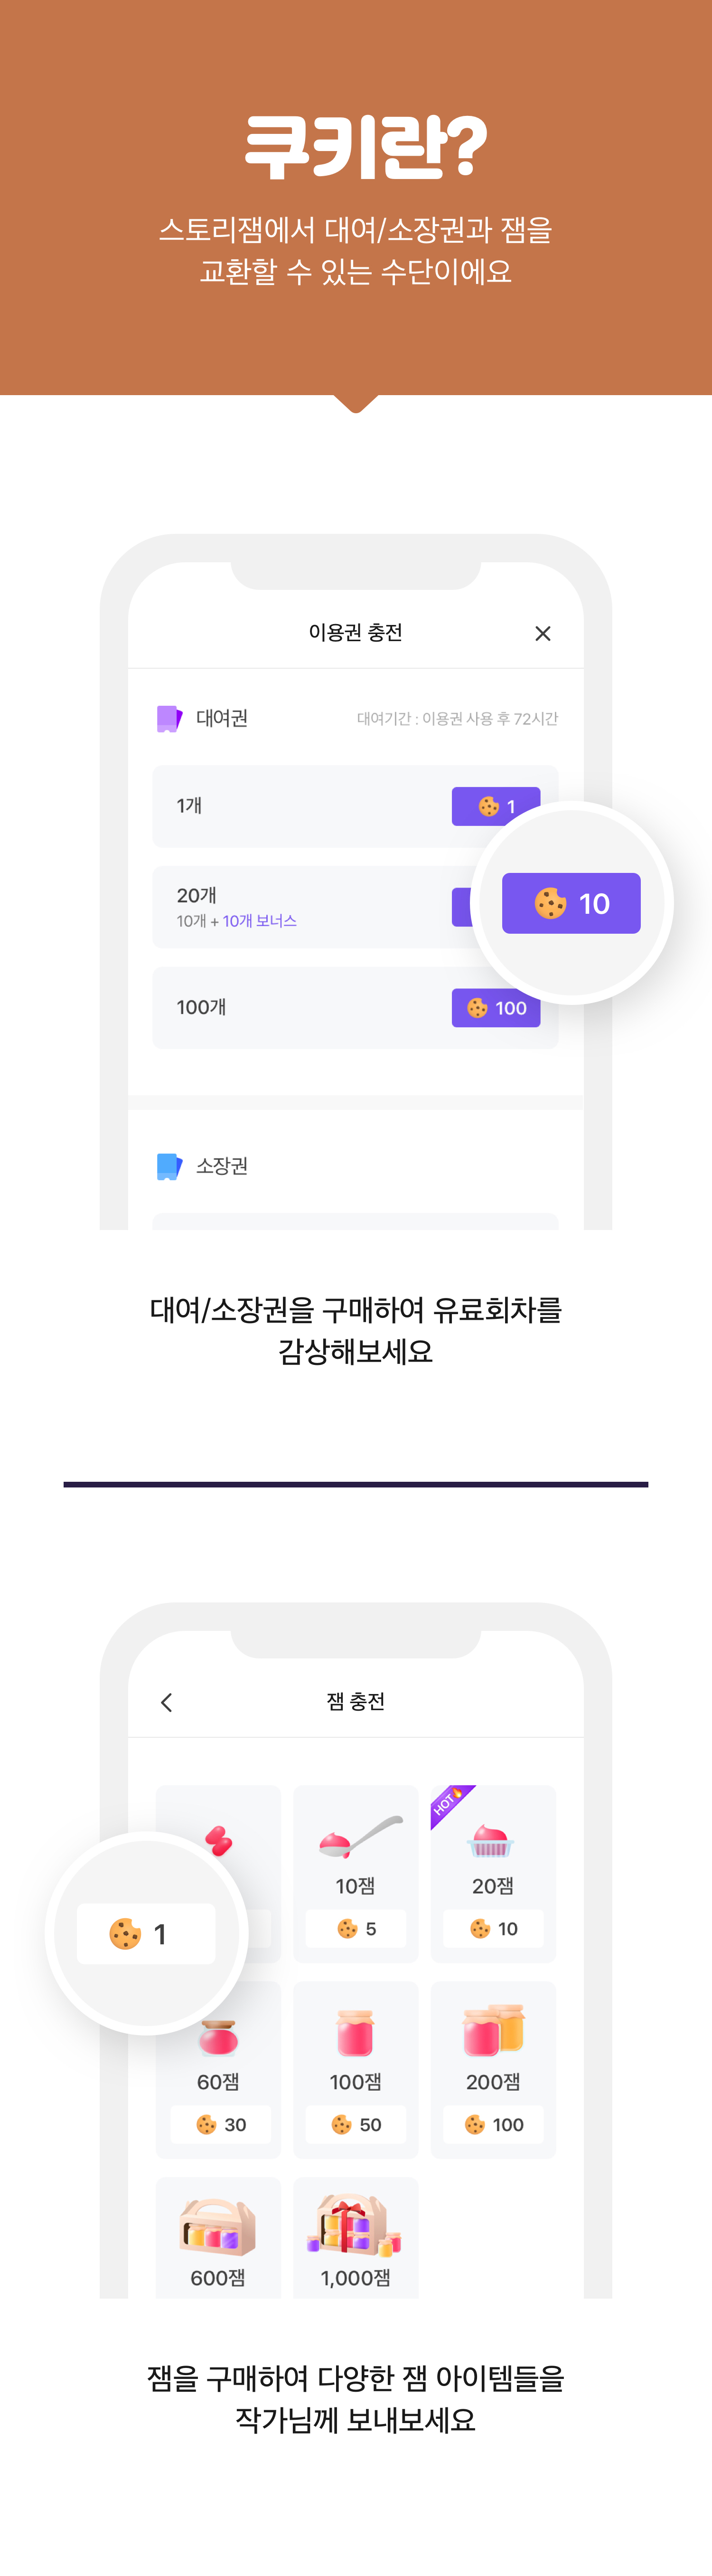 쿠키란?
스토리잼에서 대여/소장권과 잼을
교환할 수 있는 수단이에요
이용권 충전
대여권
대여기간 : 이용권 사용 후 72시간
1개
1
20개
10개 + 10개 보너스
10
100개
100
소장권
대여/소장권을 구매하여 유료회차를
감상해보세요
잼 충전
HOT
1
10잼
5
20잼
10
60잼
30
100잼
50
200잼
100
600잼
1,000잼
잼을 구매하여 다양한 잼 아이템들을
작가님께 보내보세요